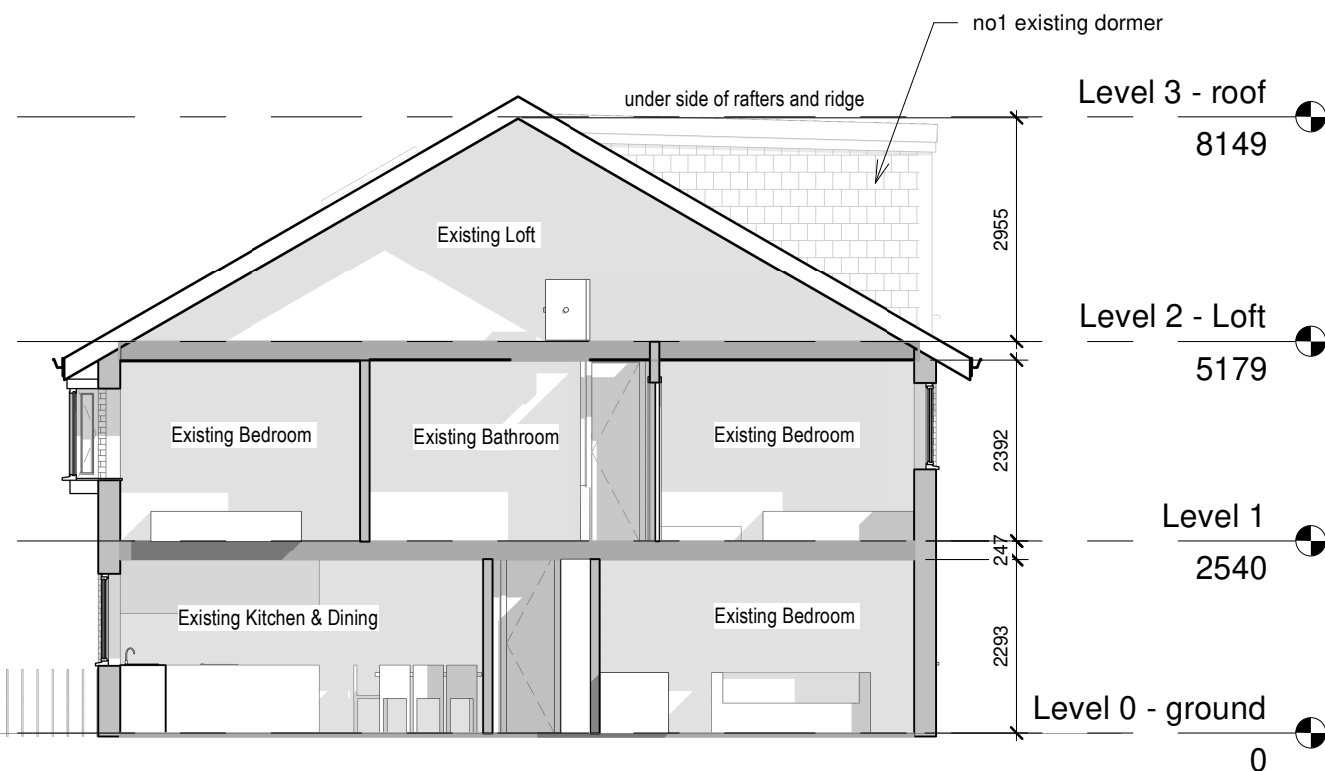 no1 existing dormer
under side of rafters and ridge
Level 3 - roof
8149
2955
Existing Loft
Level 2 - Loft
5179
Existing Bedroom
Existing Bathroom
Existing Bedroom
2392
Level 1
2540
247
Existing Kitchen & Dining
Existing Bedroom
2293
Level 0 - ground
0